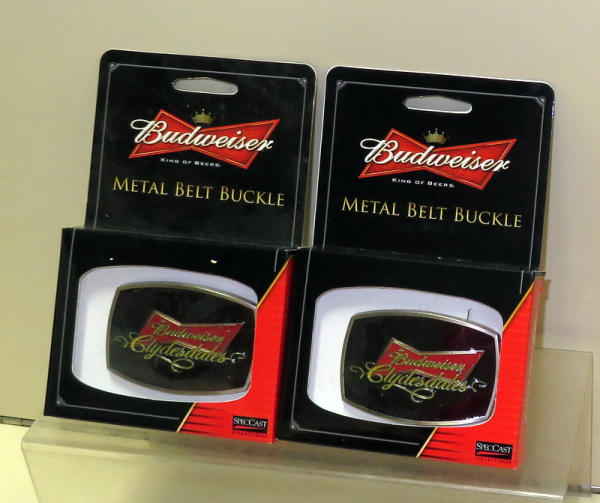 Budweiser
KING OF BEERS.
METAL BELT BUCKLE
Budweiser
Clydesdales
SPECCAST
Budweiser
KING OF BEERS.
METAL BELT BUCKLE
Budweiser
Clydesdales
SPECCAST